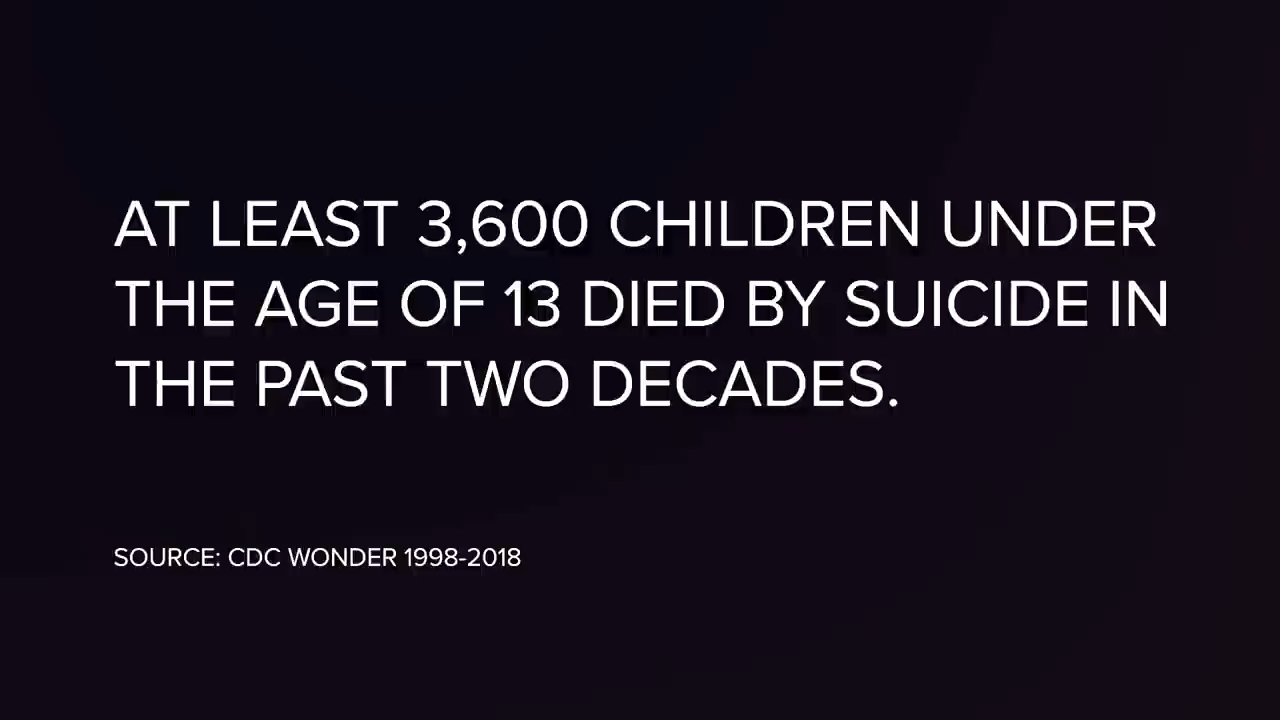 AT LEAST 3,600 CHILDREN UNDER
THE AGE OF 13 DIED BY SUICIDE IN
THE PAST TWO DECADES.
SOURCE: CDC WONDER 1998-2018